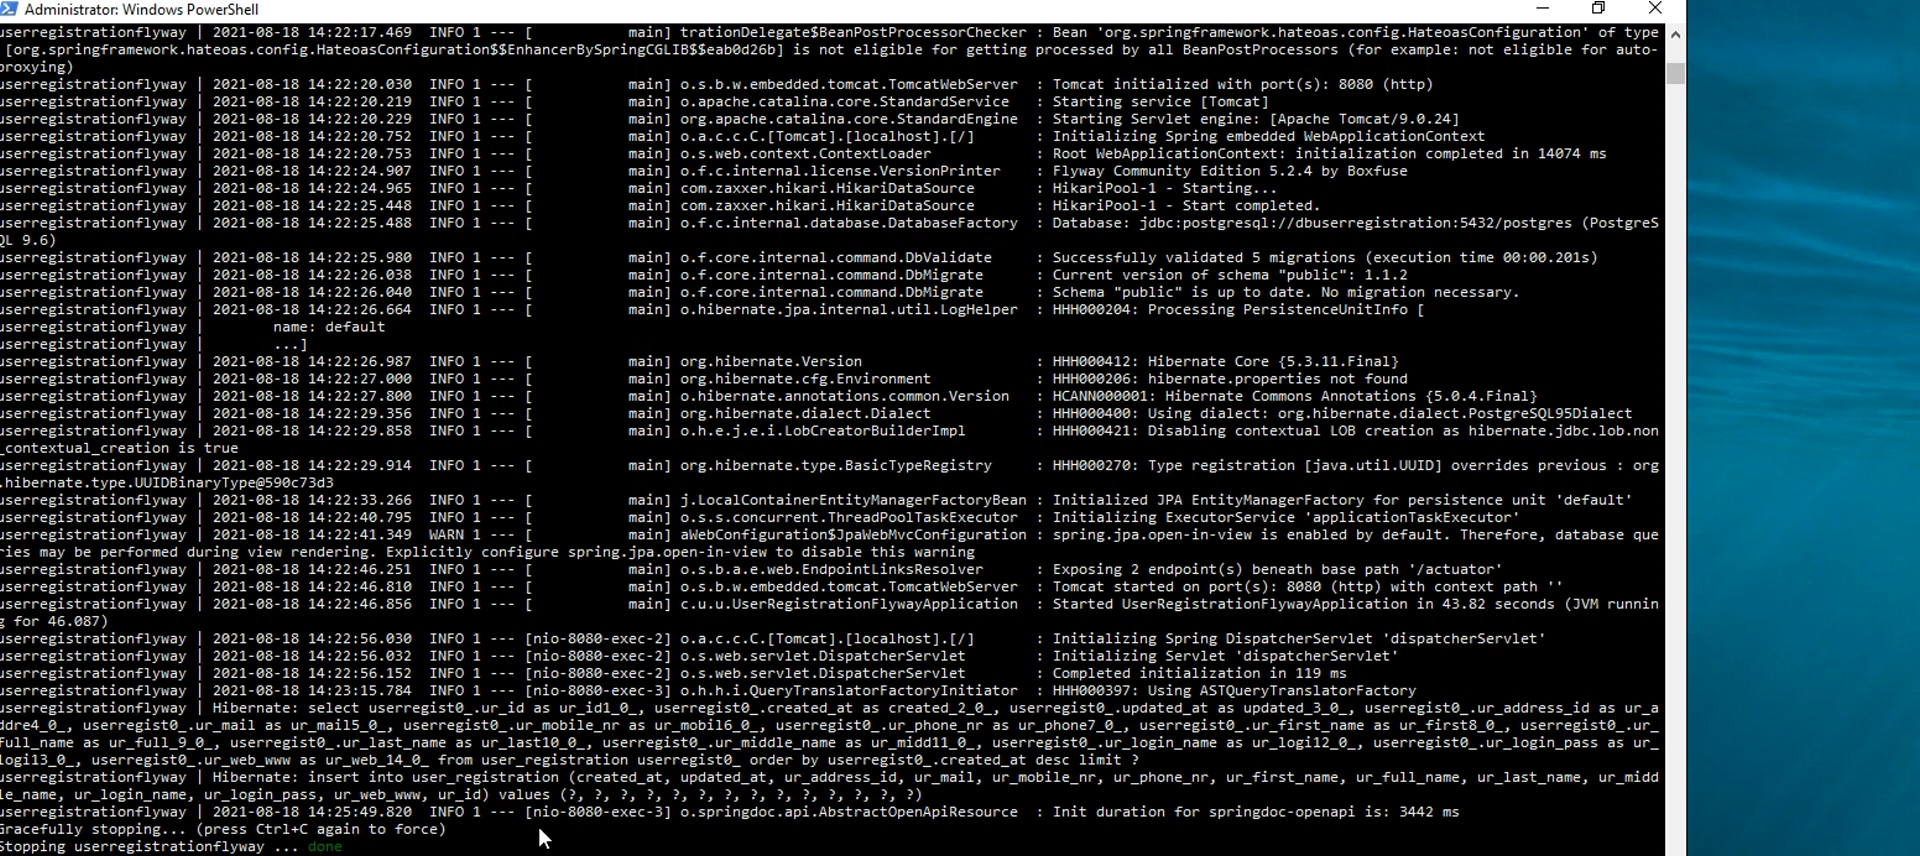 Administrator: Windows PowerShell
userregistrationflyway | 2021-08-18 14:22:17.469  INFO 1 --- [           main] trationDelegate$BeanPostProcessorChecker : Bean 'org.springframework.hateoas.config.HateoasConfiguration' of type
[org.springframework.hateoas.config.HateoasConfiguration$$EnhancerBySpringCGLIB$$eab0d26b] is not eligible for getting processed by all BeanPostProcessors (for example: not eligible for auto-
proxying)
userregistrationflyway | 2021-08-18 14:22:20.030  INFO 1 --- [           main] o.s.b.w.embedded.tomcat.TomcatWebServer  : Tomcat initialized with port(s): 8080 (http)
userregistrationflyway | 2021-08-18 14:22:20.219  INFO 1 --- [           main] o.apache.catalina.core.StandardService   : Starting service [Tomcat]
userregistrationflyway | 2021-08-18 14:22:20.229  INFO 1 --- [           main] org.apache.catalina.core.StandardEngine  : Starting Servlet engine: [Apache Tomcat/9.0.24]
userregistrationflyway | 2021-08-18 14:22:20.752  INFO 1 --- [           main] o.a.c.c.C.[Tomcat].[localhost].[/]       : Initializing Spring embedded WebApplicationContext
userregistrationflyway | 2021-08-18 14:22:20.753  INFO 1 --- [           main] o.s.web.context.ContextLoader            : Root WebApplicationContext: initialization completed in 14074 ms
userregistrationflyway | 2021-08-18 14:22:24.907  INFO 1 --- [           main] o.f.c.internal.license.VersionPrinter    : Flyway Community Edition 5.2.4 by Boxfuse
userregistrationflyway | 2021-08-18 14:22:24.965  INFO 1 --- [           main] com.zaxxer.hikari.HikariDataSource       : HikariPool-1 - Starting...
userregistrationflyway | 2021-08-18 14:22:25.448  INFO 1 --- [           main] com.zaxxer.hikari.HikariDataSource       : HikariPool-1 - Start completed.
userregistrationflyway | 2021-08-18 14:22:25.488  INFO 1 --- [           main] o.f.c.internal.database.DatabaseFactory  : Database: jdbc:postgresql://dbuserregistration:5432/postgres (PostgreS
QL 9.6)
userregistrationflyway | 2021-08-18 14:22:25.980  INFO 1 --- [           main] o.f.core.internal.command.DbValidate     : Successfully validated 5 migrations (execution time 00:00.201s)
userregistrationflyway | 2021-08-18 14:22:26.038  INFO 1 --- [           main] o.f.core.internal.command.DbMigrate      : Current version of schema "public": 1.1.2
userregistrationflyway | 2021-08-18 14:22:26.040  INFO 1 --- [           main] o.f.core.internal.command.DbMigrate      : Schema "public" is up to date. No migration necessary.
userregistrationflyway | 2021-08-18 14:22:26.664  INFO 1 --- [           main] o.hibernate.jpa.internal.util.LogHelper  : HHH000204: Processing PersistenceUnitInfo [
userregistrationflyway |        name: default
userregistrationflyway |        ...]
userregistrationflyway | 2021-08-18 14:22:26.987  INFO 1 --- [           main] org.hibernate.Version                    : HHH000412: Hibernate Core {5.3.11.Final}
userregistrationflyway | 2021-08-18 14:22:27.000  INFO 1 --- [           main] org.hibernate.cfg.Environment            : HHH000206: hibernate.properties not found
userregistrationflyway | 2021-08-18 14:22:27.800  INFO 1 --- [           main] o.hibernate.annotations.common.Version   : HCANN000001: Hibernate Commons Annotations {5.0.4.Final}
userregistrationflyway | 2021-08-18 14:22:29.356  INFO 1 --- [           main] org.hibernate.dialect.Dialect            : HHH000400: Using dialect: org.hibernate.dialect.PostgreSQL95Dialect
userregistrationflyway | 2021-08-18 14:22:29.858  INFO 1 --- [           main] o.h.e.j.e.i.LobCreatorBuilderImpl        : HHH000421: Disabling contextual LOB creation as hibernate.jdbc.lob.non
_contextual_creation is true
userregistrationflyway | 2021-08-18 14:22:29.914  INFO 1 --- [           main] org.hibernate.type.BasicTypeRegistry     : HHH000270: Type registration [java.util.UUID] overrides previous : org
.hibernate.type.UUIDBinaryType@590c73d3
userregistrationflyway | 2021-08-18 14:22:33.266  INFO 1 --- [           main] j.LocalContainerEntityManagerFactoryBean : Initialized JPA EntityManagerFactory for persistence unit 'default'
userregistrationflyway | 2021-08-18 14:22:40.795  INFO 1 --- [           main] o.s.s.concurrent.ThreadPoolTaskExecutor  : Initializing ExecutorService 'applicationTaskExecutor'
userregistrationflyway | 2021-08-18 14:22:41.349  WARN 1 --- [           main] aWebConfiguration$JpaWebMvcConfiguration : spring.jpa.open-in-view is enabled by default. Therefore, database que
ries may be performed during view rendering. Explicitly configure spring.jpa.open-in-view to disable this warning
userregistrationflyway | 2021-08-18 14:22:46.251  INFO 1 --- [           main] o.s.b.a.e.web.EndpointLinksResolver      : Exposing 2 endpoint(s) beneath base path '/actuator'
userregistrationflyway | 2021-08-18 14:22:46.810  INFO 1 --- [           main] o.s.b.w.embedded.tomcat.TomcatWebServer  : Tomcat started on port(s): 8080 (http) with context path ''
userregistrationflyway | 2021-08-18 14:22:46.856  INFO 1 --- [           main] c.u.u.UserRegistrationFlywayApplication  : Started UserRegistrationFlywayApplication in 43.82 seconds (JVM runnin
g for 46.087)
userregistrationflyway | 2021-08-18 14:22:56.030  INFO 1 --- [nio-8080-exec-2] o.a.c.c.C.[Tomcat].[localhost].[/]       : Initializing Spring DispatcherServlet 'dispatcherServlet'
userregistrationflyway | 2021-08-18 14:22:56.032  INFO 1 --- [nio-8080-exec-2] o.s.web.servlet.DispatcherServlet        : Initializing Servlet 'dispatcherServlet'
userregistrationflyway | 2021-08-18 14:22:56.152  INFO 1 --- [nio-8080-exec-2] o.s.web.servlet.DispatcherServlet        : Completed initialization in 119 ms
userregistrationflyway | 2021-08-18 14:23:15.784  INFO 1 --- [nio-8080-exec-3] o.h.h.i.QueryTranslatorFactoryInitiator  : HHH000397: Using ASTQueryTranslatorFactory
userregistrationflyway | Hibernate: select userregist0_.ur_id as ur_id1_0_, userregist0_.created_at as created_2_0_, userregist0_.updated_at as updated_3_0_, userregist0_.ur_address_id as ur_a
ddre4_0_, userregist0_.ur_mail as ur_mail5_0_, userregist0_.ur_mobile_nr as ur_mobil6_0_, userregist0_.ur_phone_nr as ur_phone7_0_, userregist0_.ur_first_name as ur_first8_0_, userregist0_.ur_
full_name as ur_full_9_0_, userregist0_.ur_last_name as ur_last10_0_, userregist0_.ur_middle_name as ur_midd11_0_, userregist0_.ur_login_name as ur_logi12_0_, userregist0_.ur_login_pass as ur_
logi13_0_, userregist0_.ur_web_www as ur_web_14_0_ from user_registration userregist0_ order by userregist0_.created_at desc limit ?
userregistrationflyway | Hibernate: insert into user_registration (created_at, updated_at, ur_address_id, ur_mail, ur_mobile_nr, ur_phone_nr, ur_first_name, ur_full_name, ur_last_name, ur_midd
le_name, ur_login_name, ur_login_pass, ur_web_www, ur_id) values (?, ?, ?, ?, ?, ?, ?, ?, ?, ?, ?, ?, ?, ?)
userregistrationflyway | 2021-08-18 14:25:49.820  INFO 1 --- [nio-8080-exec-3] o.springdoc.api.AbstractOpenApiResource  : Init duration for springdoc-openapi is: 3442 ms
Gracefully stopping... (press Ctrl+C again to force)
Stopping userregistrationflyway ... done